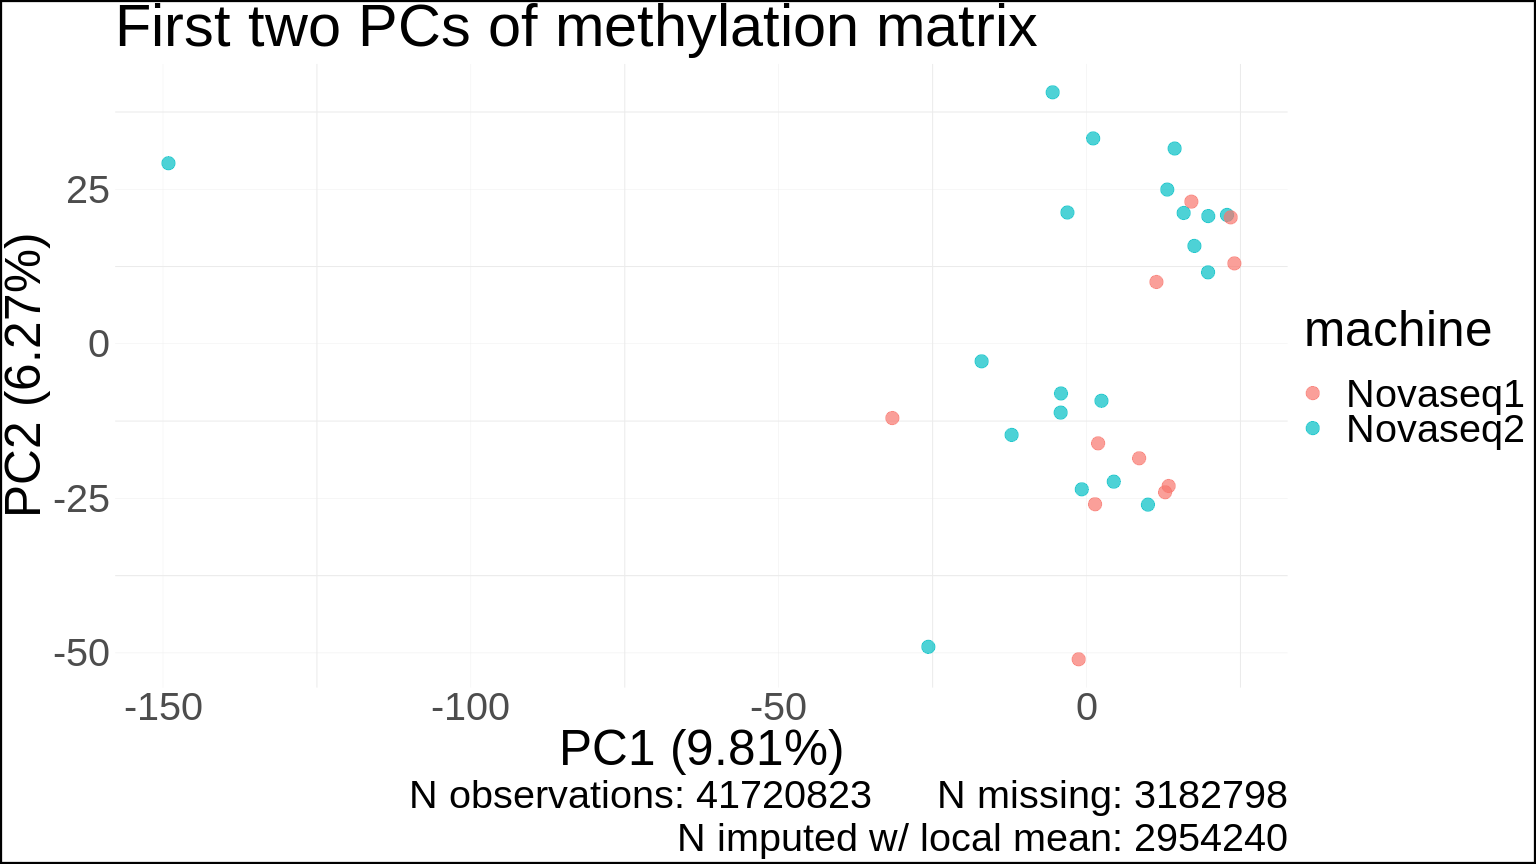 First two PCs of methylation matrix
PC2 (6.27%)
25
0
-25
-50
-150
-100
-50
0
PC1 (9.81%)
machine
Novaseq1
Novaseq2
N observations: 41720823 N missing: 3182798
N imputed w/ local mean: 2954240